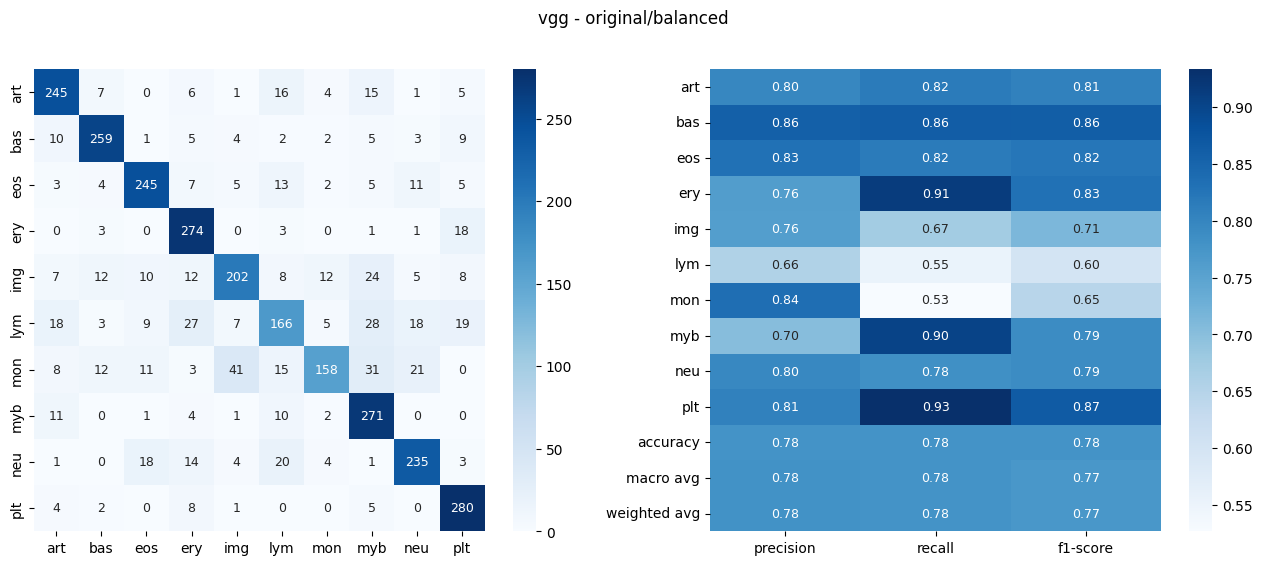 vgg - original/balanced
art 245 7 0 6 1 16 4 15 1 5
bas 10 259 1 5 4 2 2 5 3 9
eos 3 4 245 7 5 13 2 5 11 5
ery 0 3 0 274 0 3 0 1 1 18
img 7 12 10 12 202 8 12 24 5 8
lym 18 3 9 27 7 166 5 28 18 19
mon 8 12 11 3 41 15 158 31 21 0
myb 11 0 1 4 1 10 2 271 0 0
neu 1 0 18 14 4 20 4 1 235 3
plt 4 2 0 8 1 0 0 5 0 280
art bas eos ery img lym mon myb neu plt
250
200
150
100
50
0
art 0.80 0.82 0.81
bas 0.86 0.86 0.86
eos 0.83 0.82 0.82
ery 0.76 0.91 0.83
img 0.76 0.67 0.71
lym 0.66 0.55 0.60
mon 0.84 0.53 0.65
myb 0.70 0.90 0.79
neu 0.80 0.78 0.79
plt 0.81 0.93 0.87
accuracy 0.78 0.78 0.78
macro avg 0.78 0.78 0.77
weighted avg 0.78 0.78 0.77
precision recall f1-score
0.90
0.85
0.80
0.75
0.70
0.65
0.60
0.55